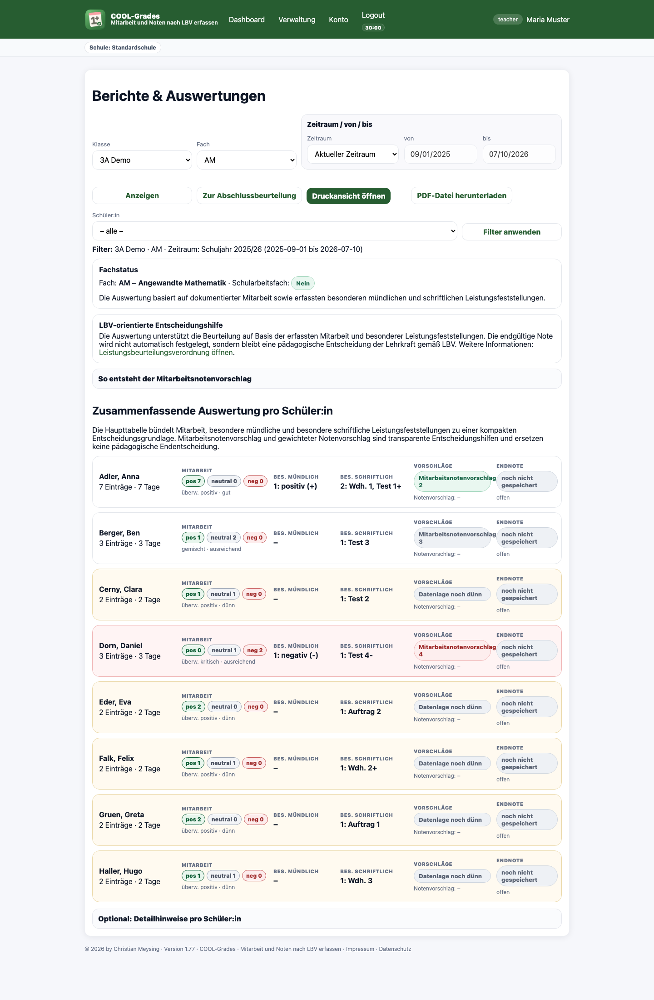 COOL-Grades
Mitarbeit und Noten nach LBV erfassen
Dashboard
Verwaltung
Konto
Logout
30:00
teacher
Maria Muster
Schule: Standardschule
Berichte & Auswertungen
Zeitraum / von / bis
Klasse
Fach
Zeitraum
von
bis
3A Demo
AM
Aktueller Zeitraum
09/01/2025
07/10/2026
Anzeigen
Zur Abschlussbeurteilung
Druckansicht öffnen
PDF-Datei herunterladen
Schüler:in
– alle –
Filter anwenden
Filter: 3A Demo · AM · Zeitraum: Schuljahr 2025/26 (2025-09-01 bis 2026-07-10)
Fachstatus
Fach: AM – Angewandte Mathematik · Schularbeitsfach: Nein
Die Auswertung basiert auf dokumentierter Mitarbeit sowie erfassten besonderen mündlichen und schriftlichen Leistungsfeststellungen.
LBV-orientierte Entscheidungshilfe
Die Auswertung unterstützt die Beurteilung auf Basis der erfassten Mitarbeit und besonderer Leistungsfeststellungen. Die endgültige Note
wird nicht automatisch festgelegt, sondern bleibt eine pädagogische Entscheidung der Lehrkraft gemäß LBV. Weitere Informationen:
Leistungsbeurteilungsverordnung öffnen.
So entsteht der Mitarbeitsnotenvorschlag
Zusammenfassende Auswertung pro Schüler:in
Die Haupttabelle bündelt Mitarbeit, besondere mündliche und besondere schriftliche Leistungsfeststellungen zu einer kompakten
Entscheidungsgrundlage. Mitarbeitsnotenvorschlag und gewichteter Notenvorschlag sind transparente Entscheidungshilfen und ersetzen
keine pädagogische Endentscheidung.
Adler, Anna
7 Einträge · 7 Tage
MITARBEIT
pos 7 neutral 0 neg 0
überw. positiv · gut
BES. MÜNDLICH
1: positiv (+)
BES. SCHRIFTLICH
2: Wdh. 1, Test 1+
VORSCHLÄGE
Mitarbeitsnotenvorschlag
2
Notenvorschlag: –
ENDNOTE
noch nicht
gespeichert
offen
Berger, Ben
3 Einträge · 3 Tage
MITARBEIT
pos 1 neutral 2 neg 0
gemischt · ausreichend
BES. MÜNDLICH
–
BES. SCHRIFTLICH
1: Test 3
VORSCHLÄGE
Mitarbeitsnotenvorschlag
3
Notenvorschlag: –
ENDNOTE
noch nicht
gespeichert
offen
Cerny, Clara
2 Einträge · 2 Tage
MITARBEIT
pos 1 neutral 1 neg 0
überw. positiv · dünn
BES. MÜNDLICH
–
BES. SCHRIFTLICH
1: Test 2
VORSCHLÄGE
Datenlage noch dünn
Notenvorschlag: –
ENDNOTE
noch nicht
gespeichert
offen
Dorn, Daniel
3 Einträge · 3 Tage
MITARBEIT
pos 0 neutral 1 neg 2
überw. kritisch · ausreichend
BES. MÜNDLICH
1: negativ (-)
BES. SCHRIFTLICH
1: Test 4-
VORSCHLÄGE
Mitarbeitsnotenvorschlag
4
Notenvorschlag: –
ENDNOTE
noch nicht
gespeichert
offen
Eder, Eva
2 Einträge · 2 Tage
MITARBEIT
pos 2 neutral 0 neg 0
überw. positiv · dünn
BES. MÜNDLICH
–
BES. SCHRIFTLICH
1: Auftrag 2
VORSCHLÄGE
Datenlage noch dünn
Notenvorschlag: –
ENDNOTE
noch nicht
gespeichert
offen
Falk, Felix
2 Einträge · 2 Tage
MITARBEIT
pos 1 neutral 1 neg 0
überw. positiv · dünn
BES. MÜNDLICH
–
BES. SCHRIFTLICH
1: Wdh. 2+
VORSCHLÄGE
Datenlage noch dünn
Notenvorschlag: –
ENDNOTE
noch nicht
gespeichert
offen
Gruen, Greta
2 Einträge · 2 Tage
MITARBEIT
pos 2 neutral 0 neg 0
überw. positiv · dünn
BES. MÜNDLICH
–
BES. SCHRIFTLICH
1: Auftrag 1
VORSCHLÄGE
Datenlage noch dünn
Notenvorschlag: –
ENDNOTE
noch nicht
gespeichert
offen
Haller, Hugo
2 Einträge · 2 Tage
MITARBEIT
pos 1 neutral 1 neg 0
überw. positiv · dünn
BES. MÜNDLICH
–
BES. SCHRIFTLICH
1: Wdh. 3
VORSCHLÄGE
Datenlage noch dünn
Notenvorschlag: –
ENDNOTE
noch nicht
gespeichert
offen
Optional: Detailhinweise pro Schüler:in
© 2026 by Christian Meysing · Version 1.77 · COOL-Grades · Mitarbeit und Noten nach LBV erfassen · Impressum · Datenschutz